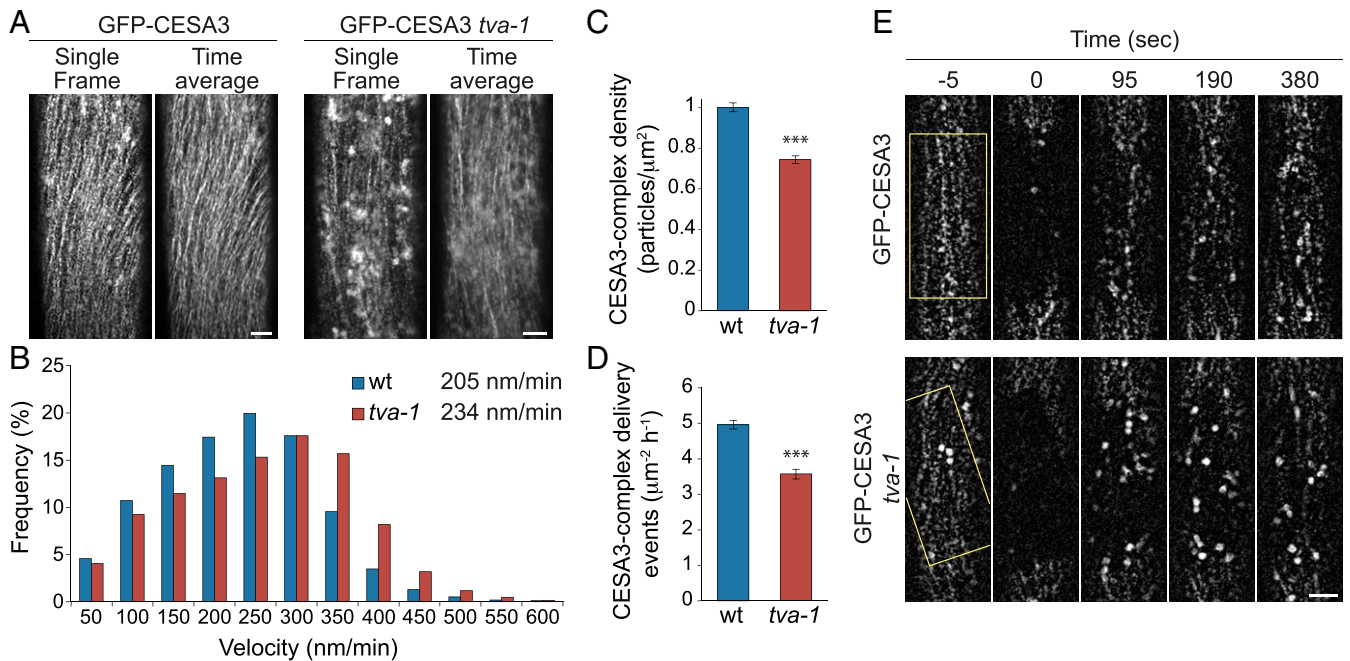 A
GFP-CESA3
GFP-CESA3 tva-1
Single Frame
Time average
Single Frame
Time average
B
Frequency (%)
25
20
15
10
5
0
wt 205 nm/min
tva-1 234 nm/min
50 100 150 200 250 300 350 400 450 500 550 600
Velocity (nm/min)
C
CESA3-complex density
(particles/μm²)
1
0.8
0.6
0.4
0.2
0
***
wt tva-1
D
CESA3-complex delivery
events (μm⁻² h⁻¹)
6
5
4
3
2
1
0
***
wt tva-1
E
Time (sec)
-5 0 95 190 380
GFP-CESA3
GFP-CESA3
tva-1